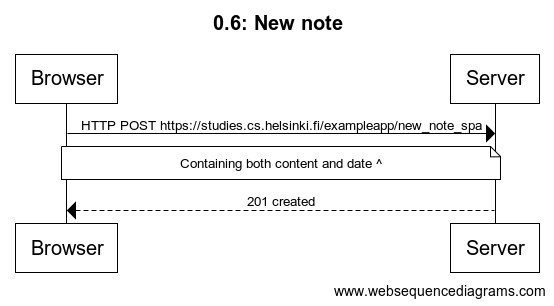 0.6: New note
Browser Server
HTTP POST https://studies.cs.helsinki.fi/exampleapp/new_note_spa
Containing both content and date ^
201 created
Browser Server
www.websequencediagrams.com